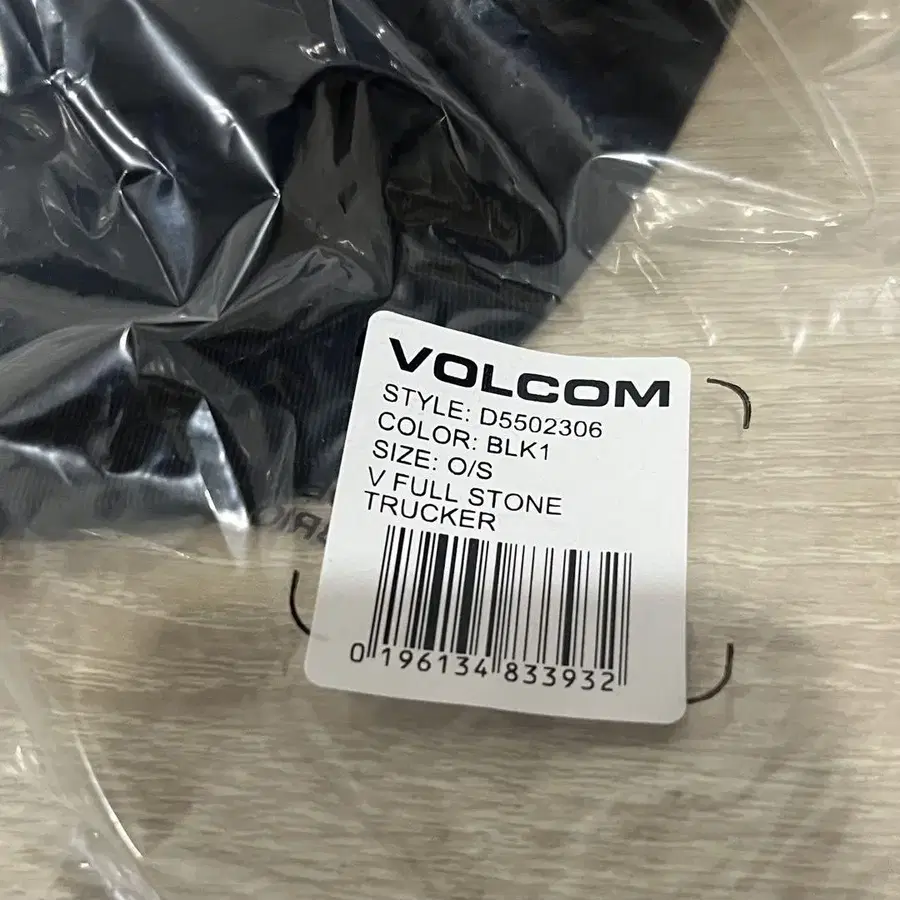 VOLCOM
STYLE: D5502306
COLOR: BLK1
SIZE: O/S
V FULL STONE
TRUCKER
0 196134 833932